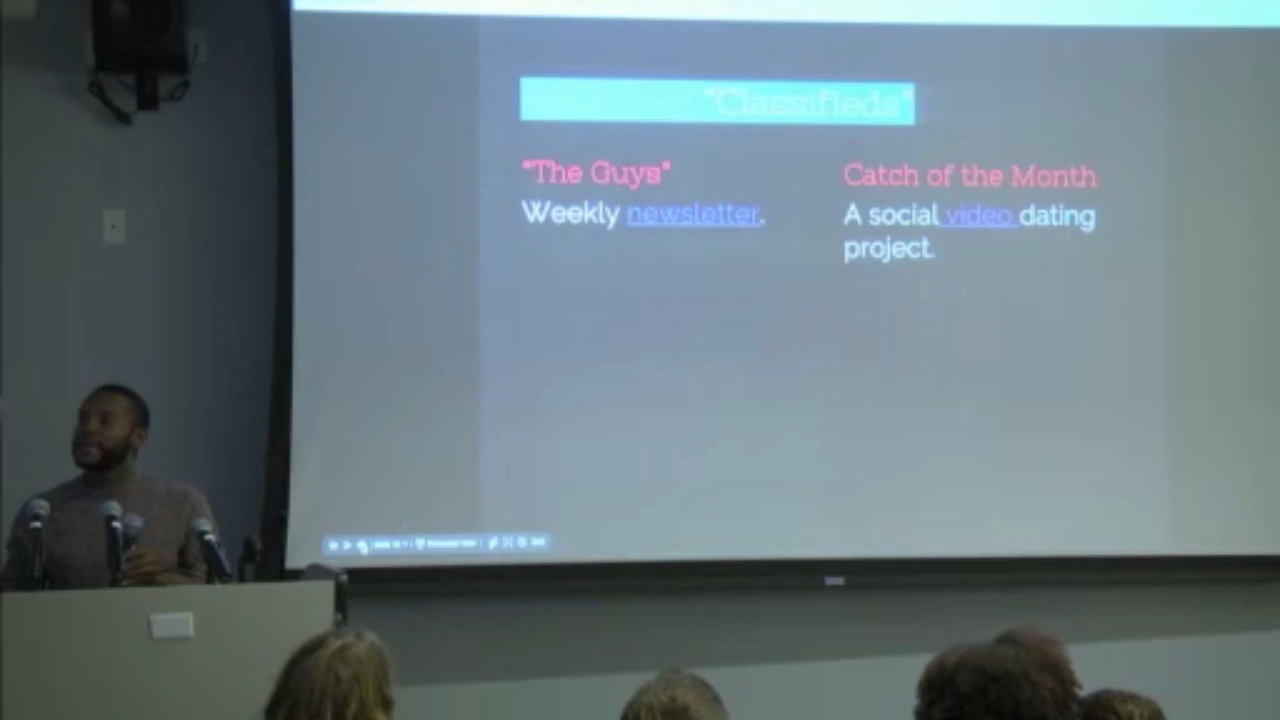 "Classifieds"
"The Guys"
Weekly newsletter.
Catch of the Month
A social video dating
project.